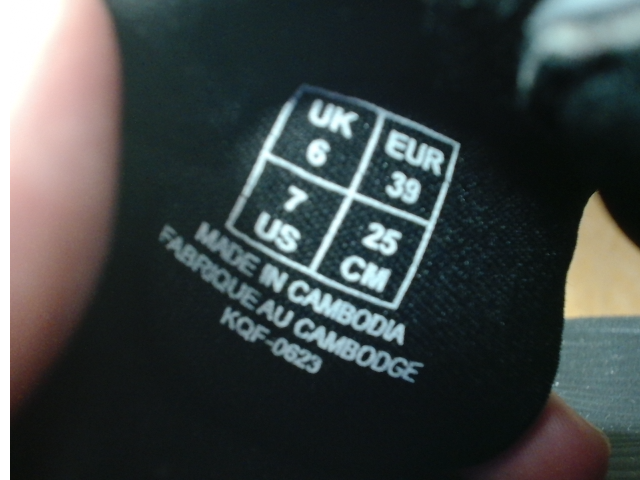 UK EUR
6 39
7 25
US CM
MADE IN CAMBODIA
FABRIQUE AU CAMBODGE
KQF-0623